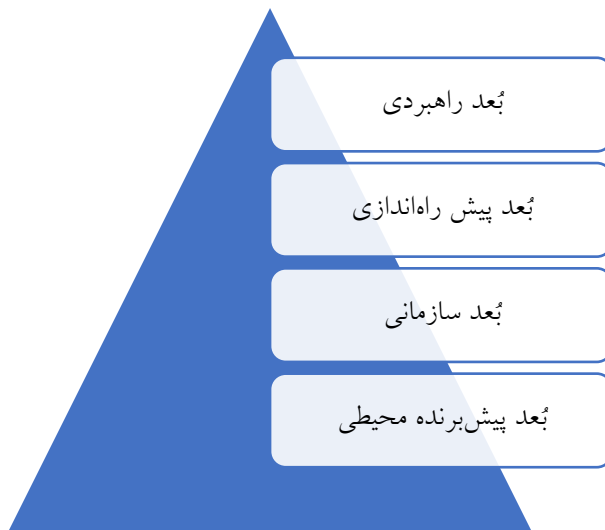 بُعد راهبردی
بُعد پیش راه‌اندازی
بُعد سازمانی
بُعد پیش‌برنده محیطی